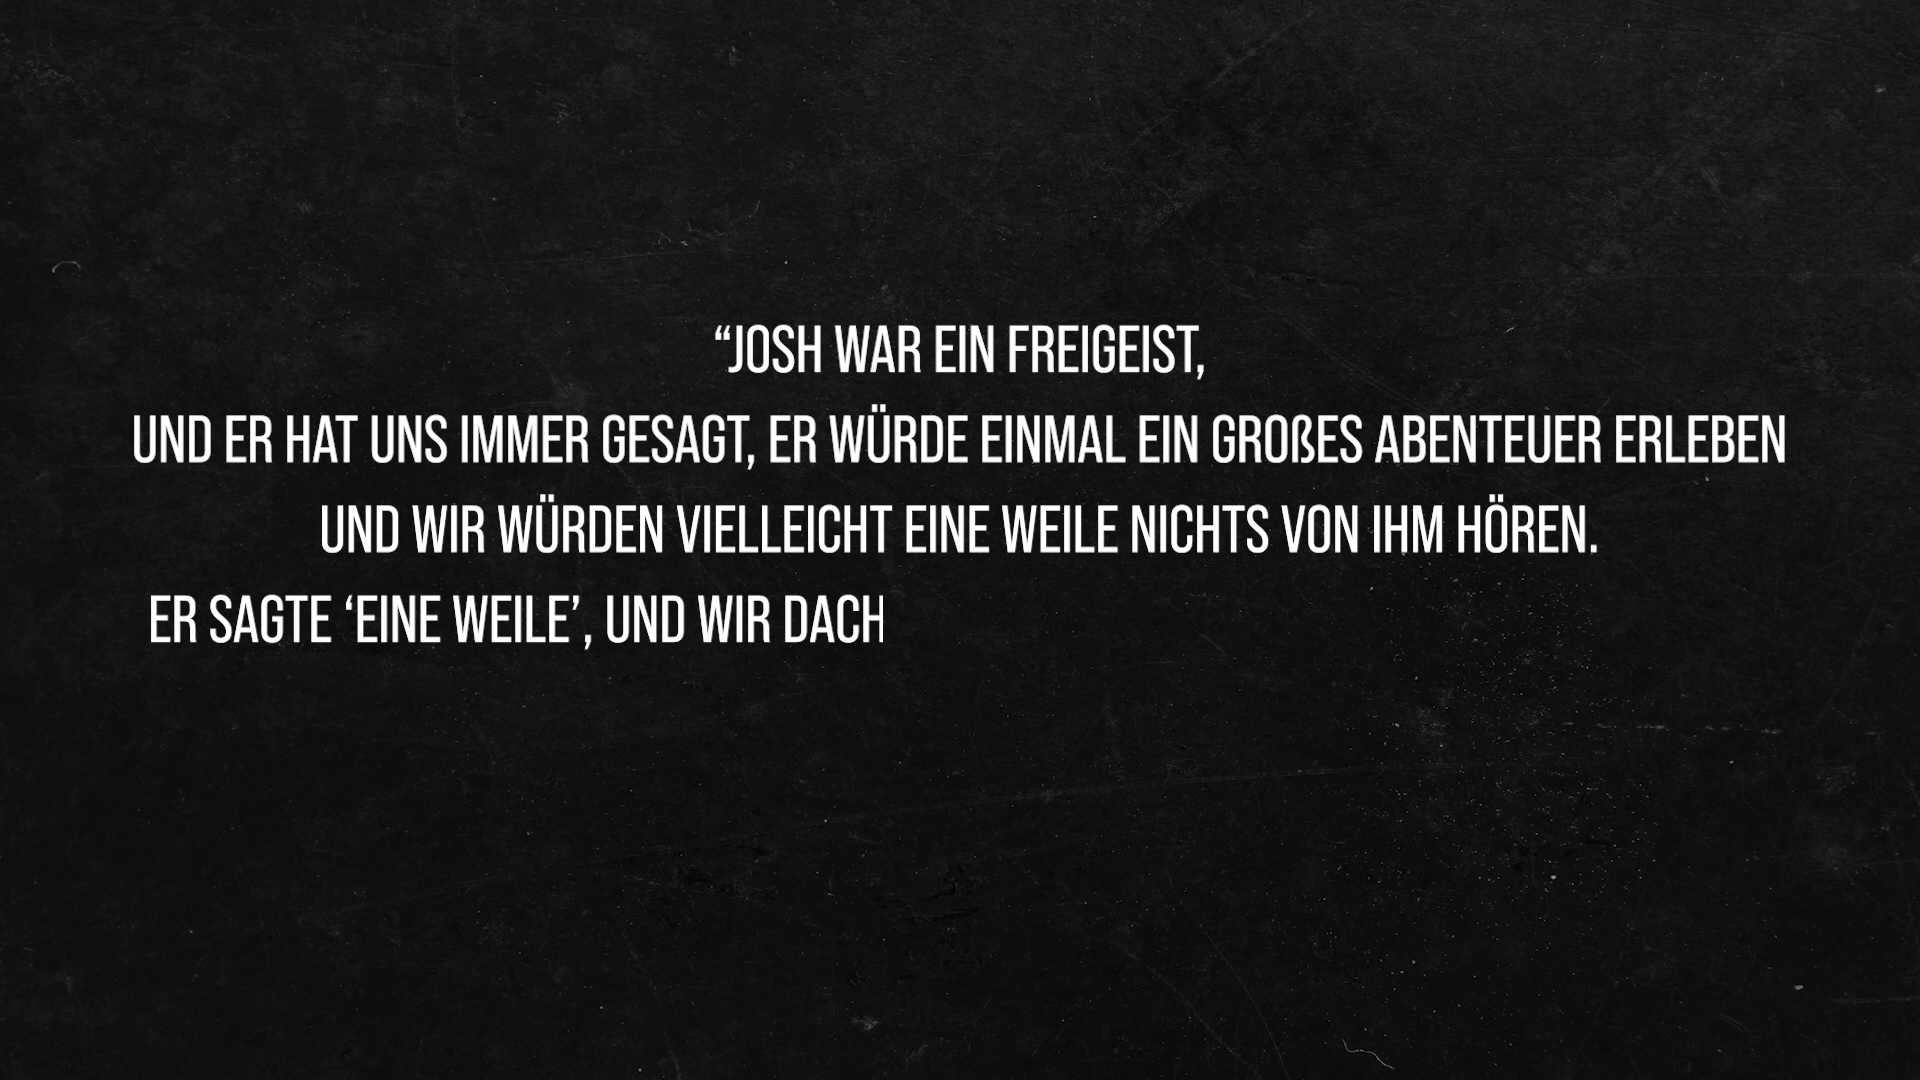 “JOSH WAR EIN FREIGEIST,
UND ER HAT UNS IMMER GESAGT, ER WÜRDE EINMAL EIN GROßES ABENTEUER ERLEBEN
UND WIR WÜRDEN VIELLEICHT EINE WEILE NICHTS VON IHM HÖREN.
ER SAGTE ‘EINE WEILE’, UND WIR DACH